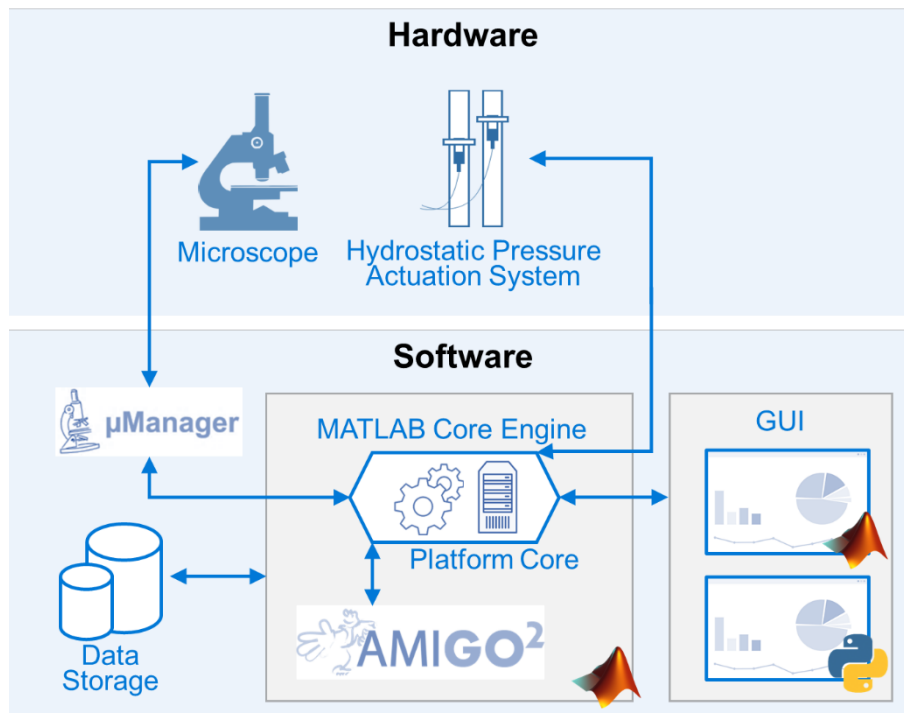 Hardware
Microscope
Hydrostatic Pressure
Actuation System
Software
µManager
MATLAB Core Engine
GUI
Platform Core
Data
Storage
AMIGO²